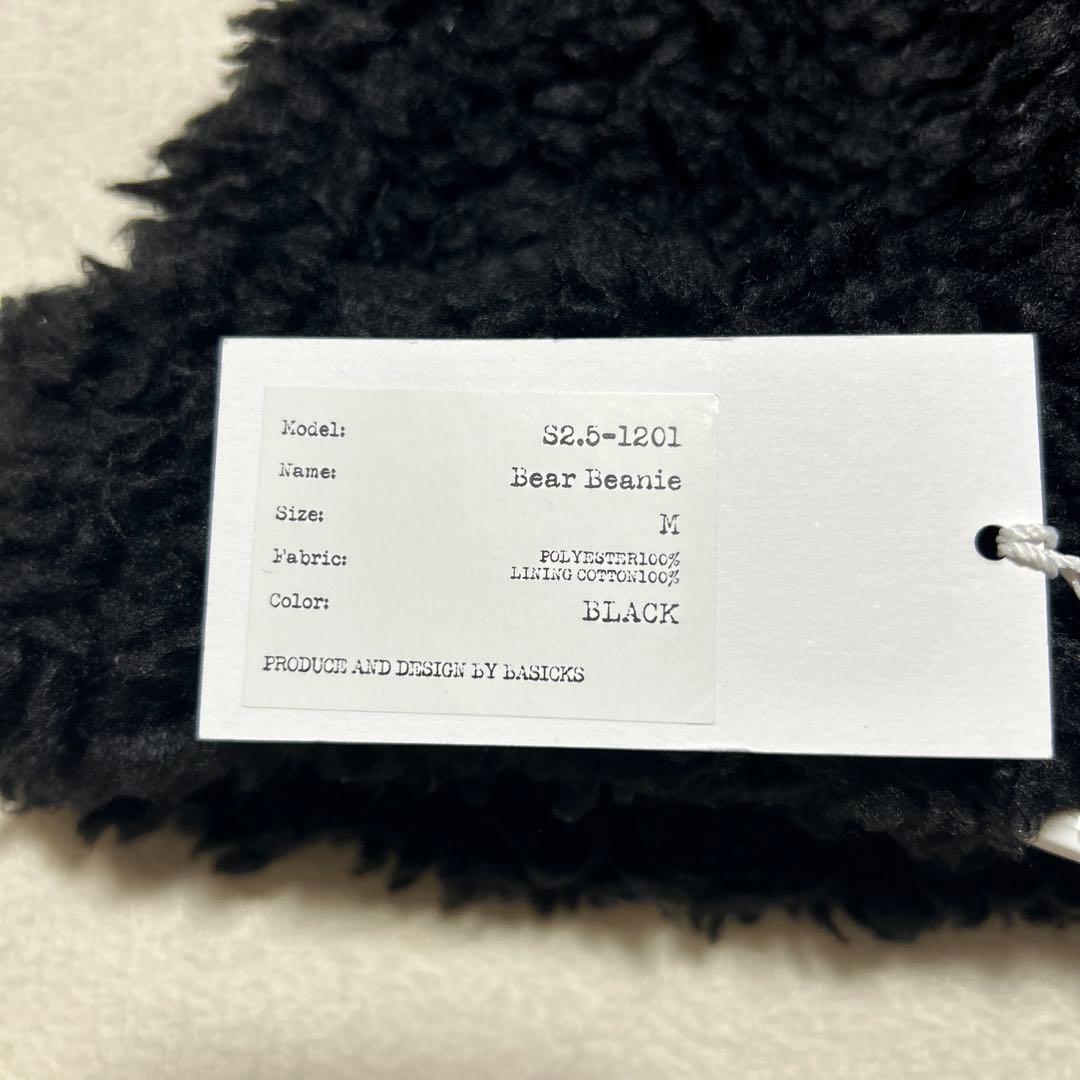 Model: S2.5-1201
Name: Bear Beanie
Size: M
Fabric: POLYESTER100%
LINING COTTON100%
Color: BLACK
PRODUCE AND DESIGN BY BASICKS